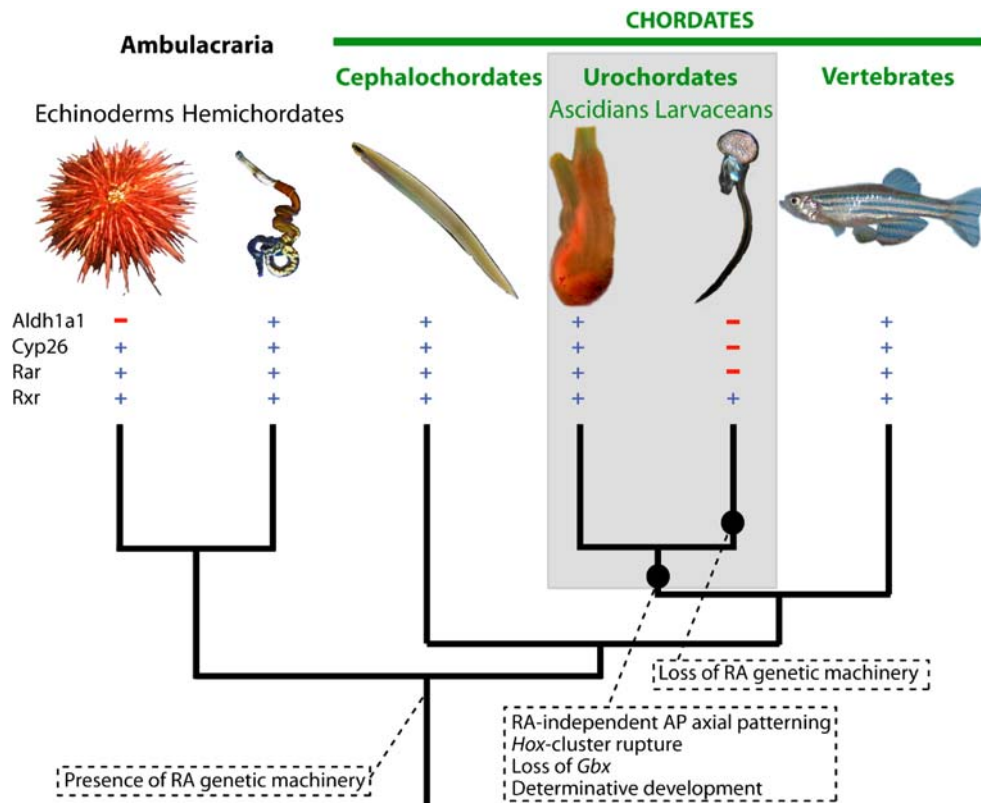 CHORDATES
Ambulacraria
Cephalochordates
Urochordates
Vertebrates
Echinoderms Hemichordates
Ascidians Larvaceans
Aldh1a1 − + + + − +
Cyp26 + + + + − +
Rar + + + + − +
Rxr + + + + + +
Loss of RA genetic machinery
RA-independent AP axial patterning
Hox-cluster rupture
Loss of Gbx
Determinative development
Presence of RA genetic machinery